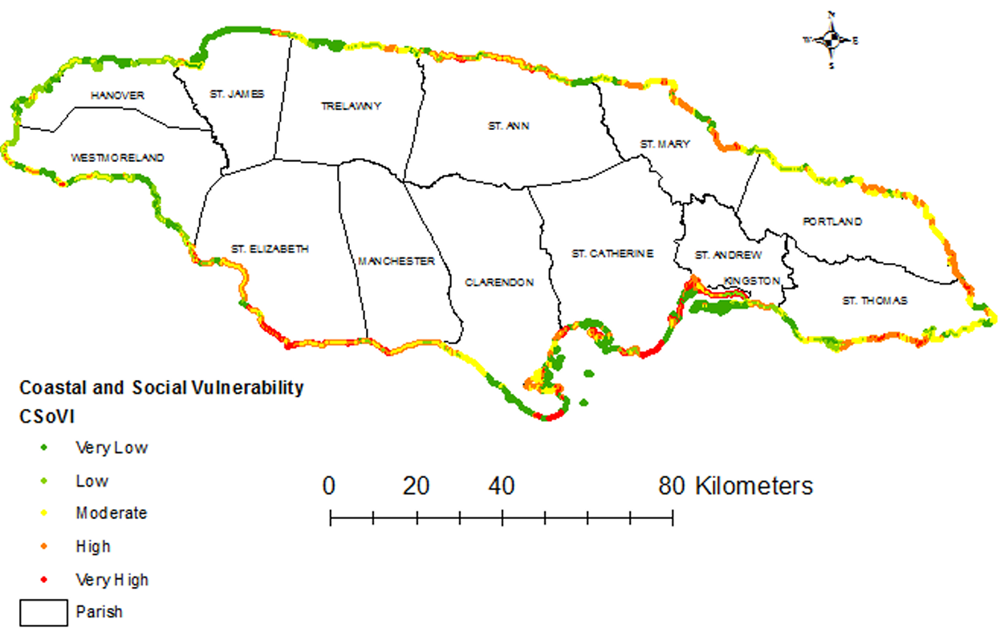 N
W E
S
HANOVER
ST. JAMES
TRELAWNY
ST. ANN
WESTMORELAND
ST. MARY
PORTLAND
ST. ELIZABETH
MANCHESTER
CLARENDON
ST. CATHERINE
ST. ANDREW
KINGSTON
ST. THOMAS
Coastal and Social Vulnerability
CSoVI
Very Low
Low
Moderate
High
Very High
Parish
0 20 40 80 Kilometers